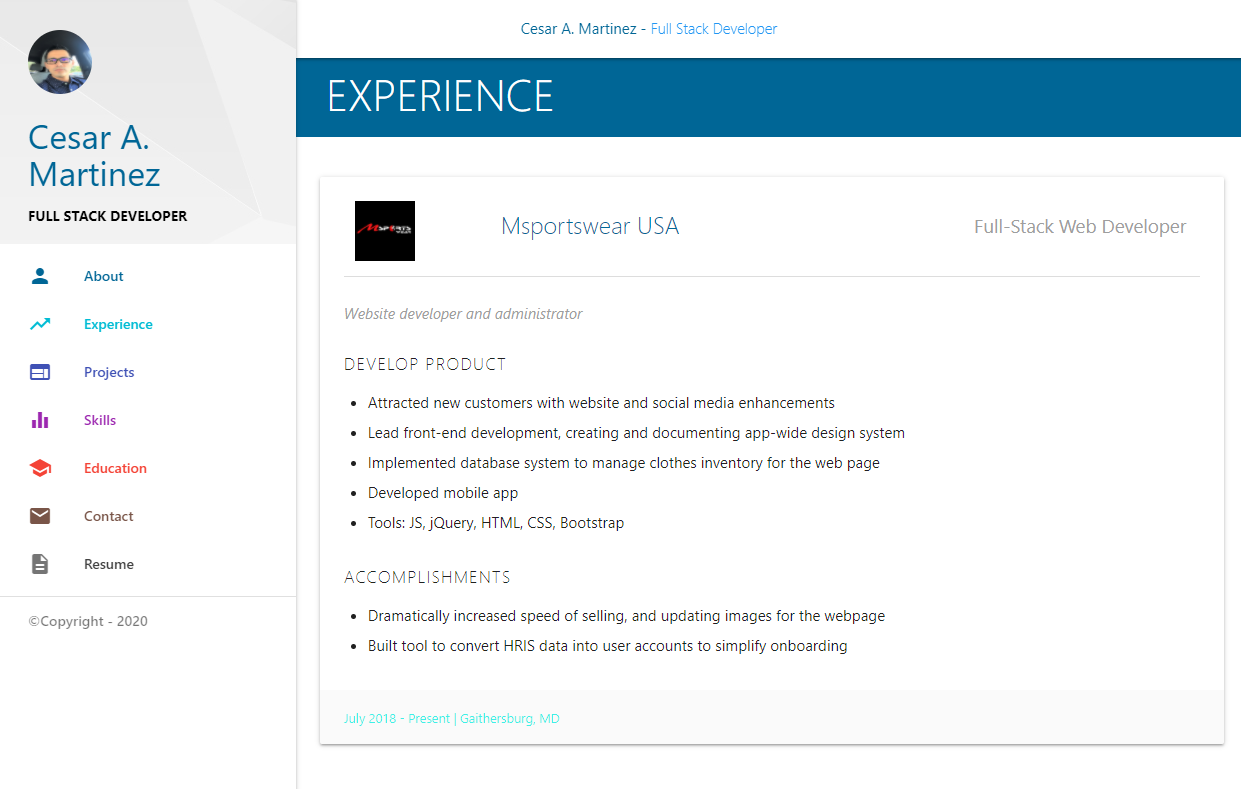 Cesar A.
Martinez
FULL STACK DEVELOPER
About
Experience
Projects
Skills
Education
Contact
Resume
©Copyright - 2020
Cesar A. Martinez - Full Stack Developer
EXPERIENCE
MSPORTS
WEAR
Msportswear USA
Full-Stack Web Developer
Website developer and administrator
DEVELOP PRODUCT
• Attracted new customers with website and social media enhancements
• Lead front-end development, creating and documenting app-wide design system
• Implemented database system to manage clothes inventory for the web page
• Developed mobile app
• Tools: JS, jQuery, HTML, CSS, Bootstrap
ACCOMPLISHMENTS
• Dramatically increased speed of selling, and updating images for the webpage
• Built tool to convert HRIS data into user accounts to simplify onboarding
July 2018 - Present | Gaithersburg, MD